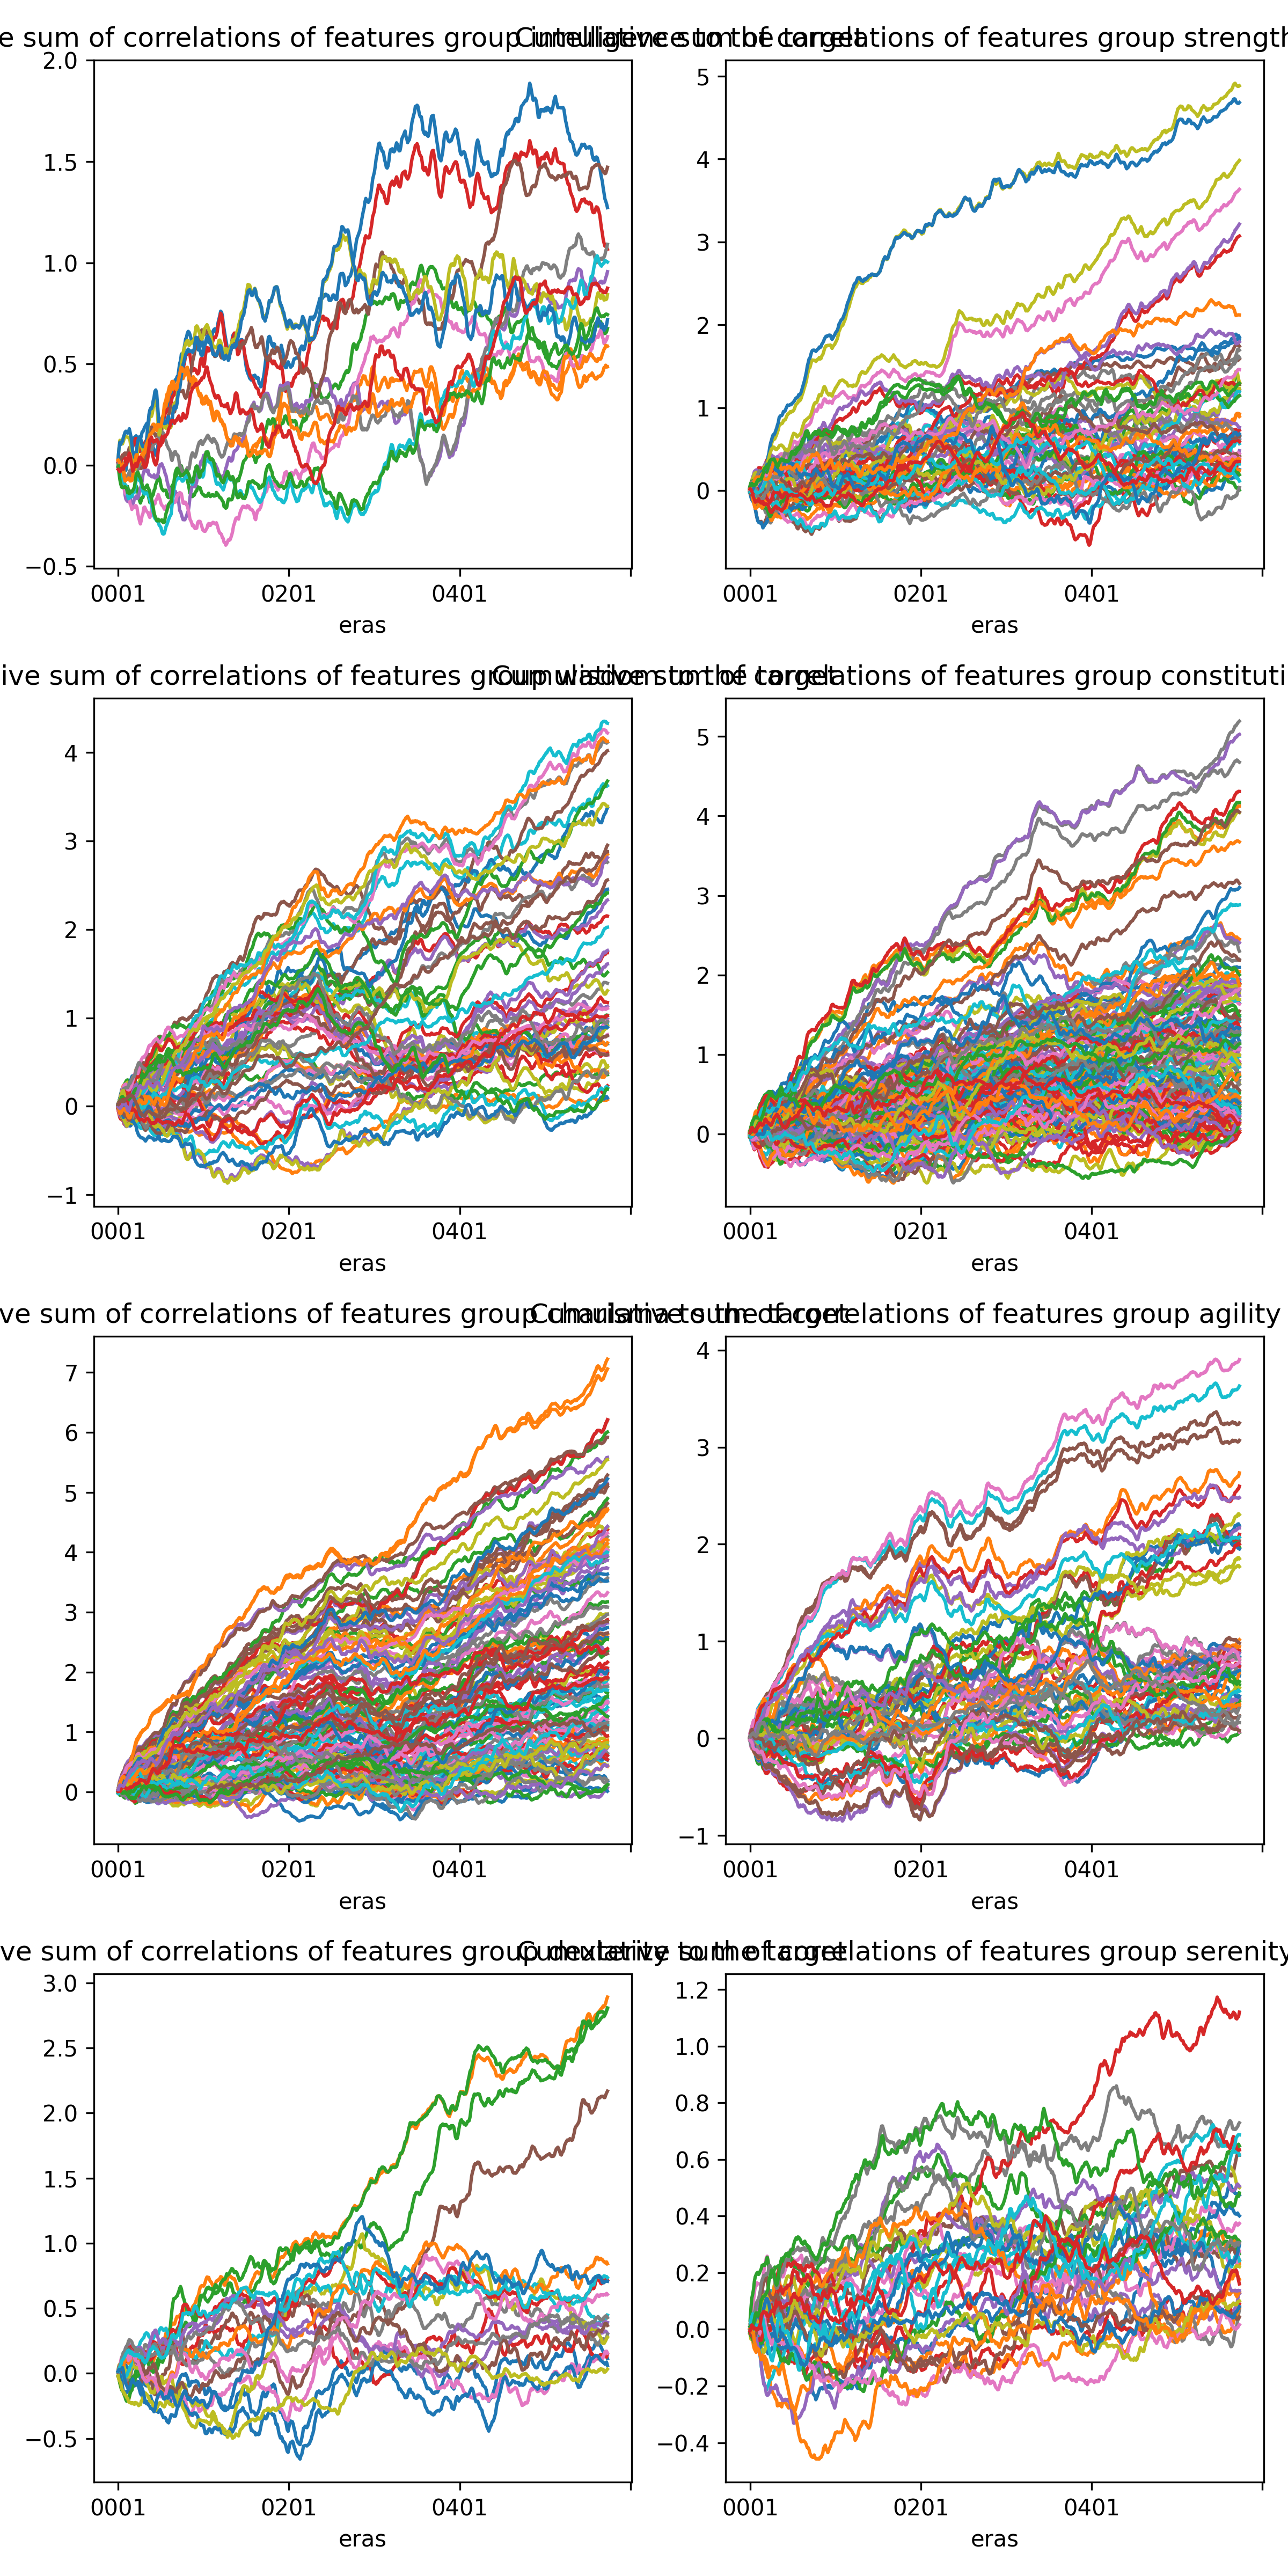 e sum of correlations of features group intelligence to the target
2.0
1.5
1.0
0.5
0.0
−0.5
0001 0201 0401
eras
Cumulative sum of correlations of features group strength
5
4
3
2
1
0
0001 0201 0401
eras
ive sum of correlations of features group wisdom to the target
4
3
2
1
0
−1
0001 0201 0401
eras
Cumulative sum of correlations of features group constituti
5
4
3
2
1
0
0001 0201 0401
eras
ve sum of correlations of features group charisma to the target
7
6
5
4
3
2
1
0
0001 0201 0401
eras
Cumulative sum of correlations of features group agility
4
3
2
1
0
−1
0001 0201 0401
eras
ve sum of correlations of features group dexterity to the target
3.0
2.5
2.0
1.5
1.0
0.5
0.0
−0.5
0001 0201 0401
eras
Cumulative sum of correlations of features group serenity
1.2
1.0
0.8
0.6
0.4
0.2
0.0
−0.2
−0.4
0001 0201 0401
eras